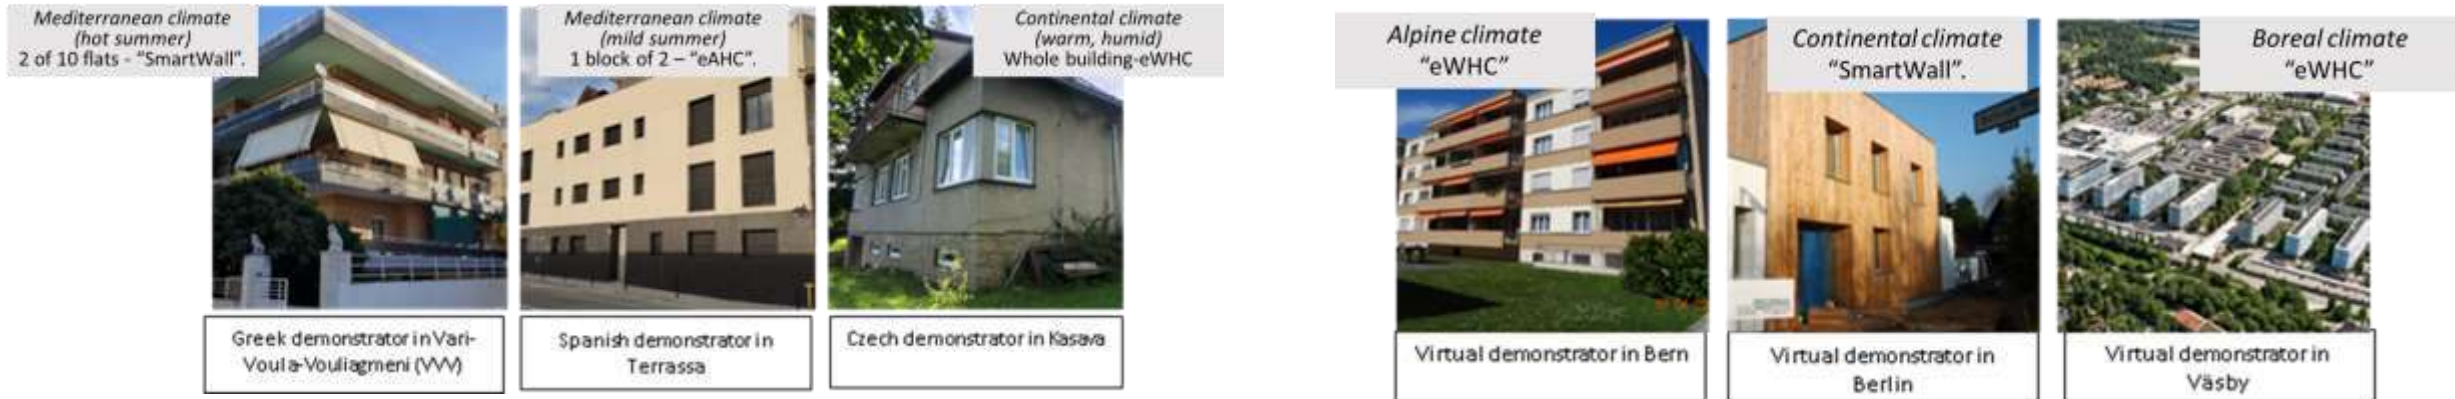 Mediterranean climate
(hot summer)
2 of 10 flats - “SmartWall”.
Mediterranean climate
(mild summer)
1 block of 2 – “eAHC”.
Continental climate
(warm, humid)
Whole building-eWHC
Alpine climate
“eWHC”
Continental climate
“SmartWall”.
Boreal climate
“eWHC”
Greek demonstrator in Vari-
Voula-Vouliagmeni (VVV)
Spanish demonstrator in
Terrassa
Czech demonstrator in Kasava
Virtual demonstrator in Bern
Virtual demonstrator in
Berlin
Virtual demonstrator in
Väsby